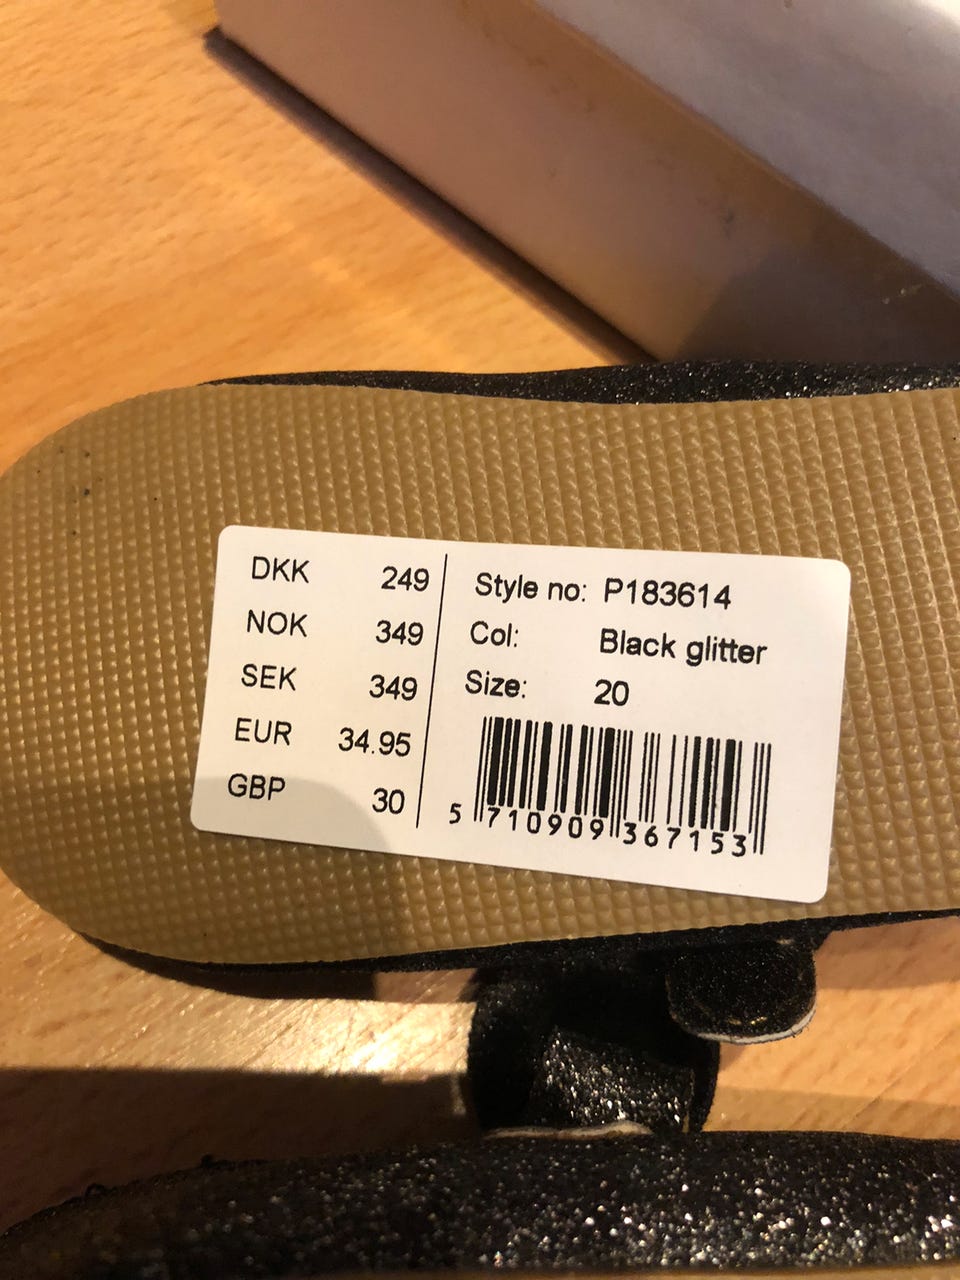 DKK 249
NOK 349
SEK 349
EUR 34.95
GBP 30
Style no: P183614
Col: Black glitter
Size: 20
5 710909 367153